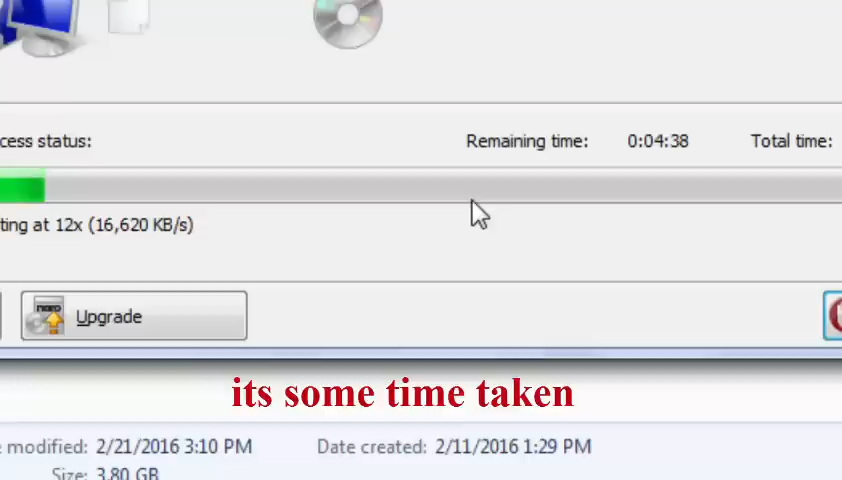 cess status: Remaining time: 0:04:38 Total time:
ting at 12x (16,620 KB/s)
nero Upgrade
its some time taken
modified: 2/21/2016 3:10 PM Date created: 2/11/2016 1:29 PM
Size: 3.80 GB